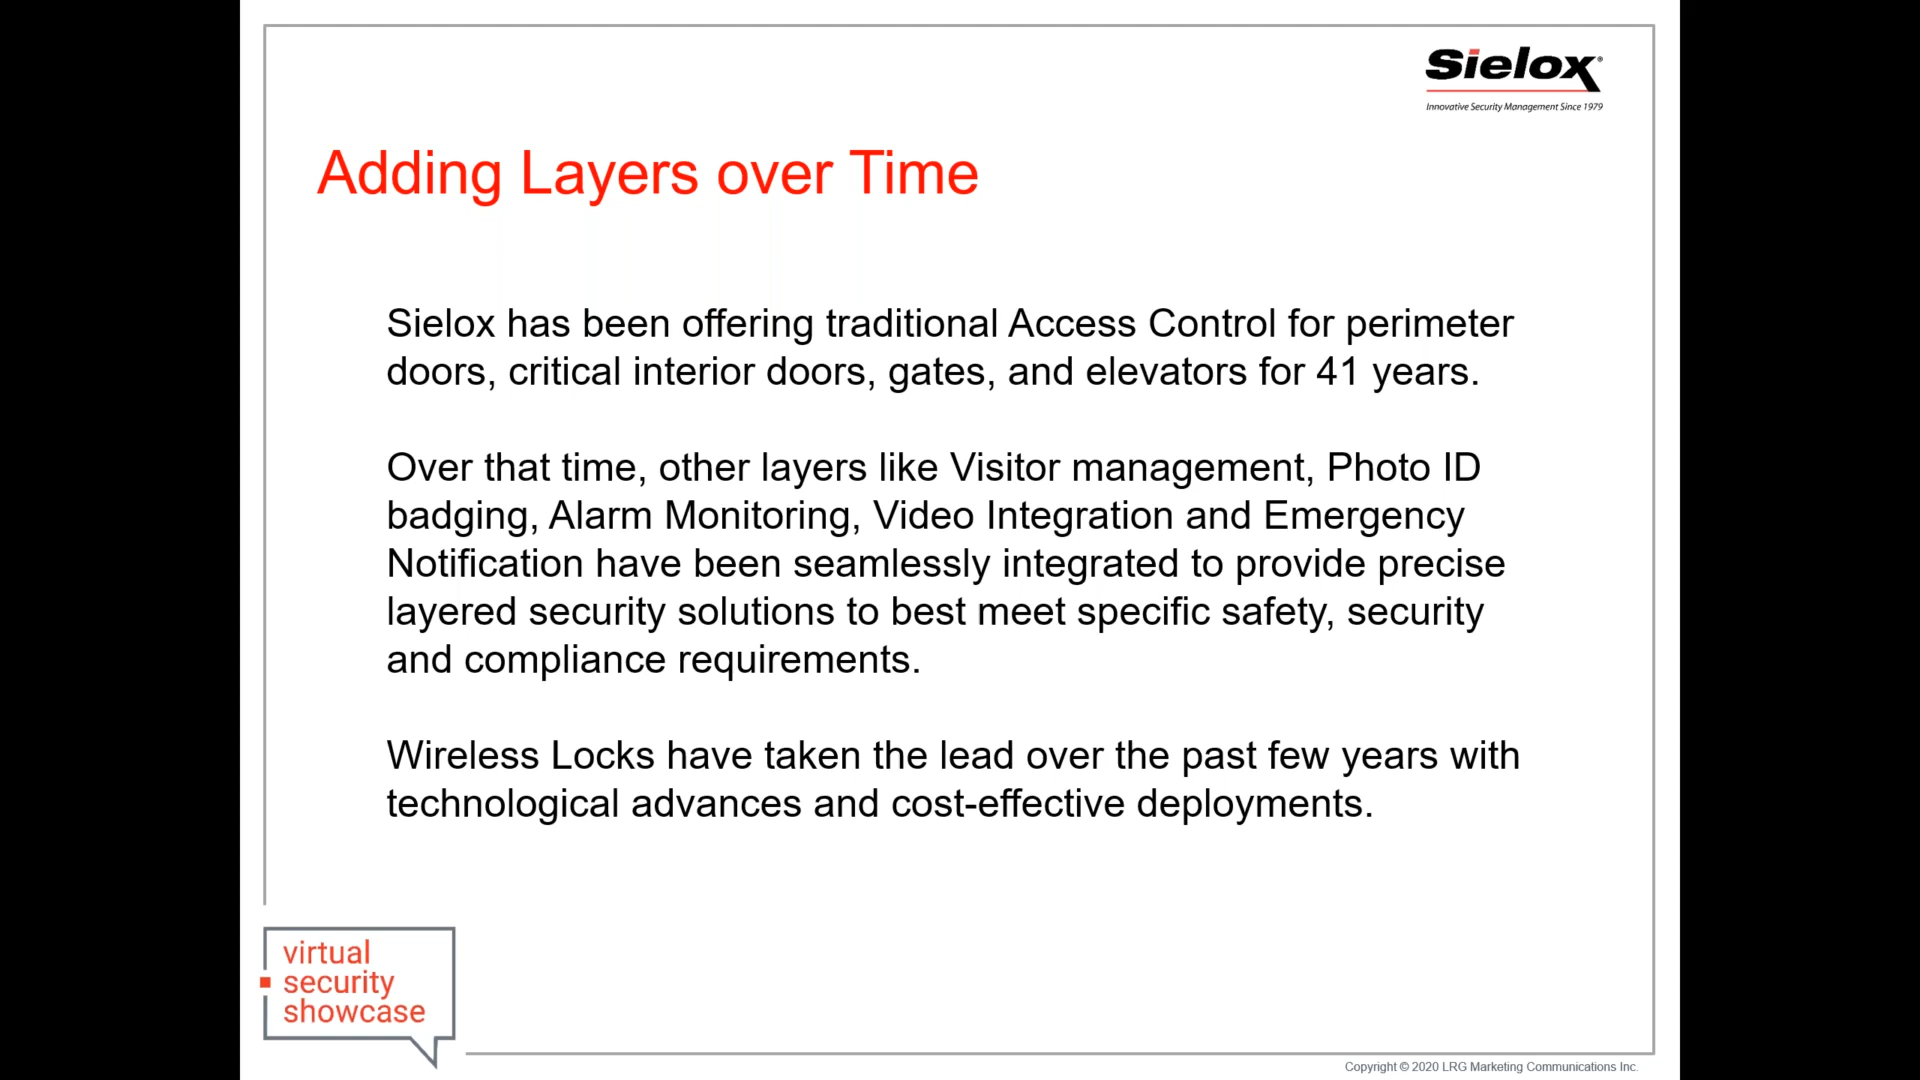 Sielox®
Innovative Security Management Since 1979
Adding Layers over Time
Sielox has been offering traditional Access Control for perimeter
doors, critical interior doors, gates, and elevators for 41 years.
Over that time, other layers like Visitor management, Photo ID
badging, Alarm Monitoring, Video Integration and Emergency
Notification have been seamlessly integrated to provide precise
layered security solutions to best meet specific safety, security
and compliance requirements.
Wireless Locks have taken the lead over the past few years with
technological advances and cost-effective deployments.
virtual
security
showcase
Copyright © 2020 LRG Marketing Communications Inc.